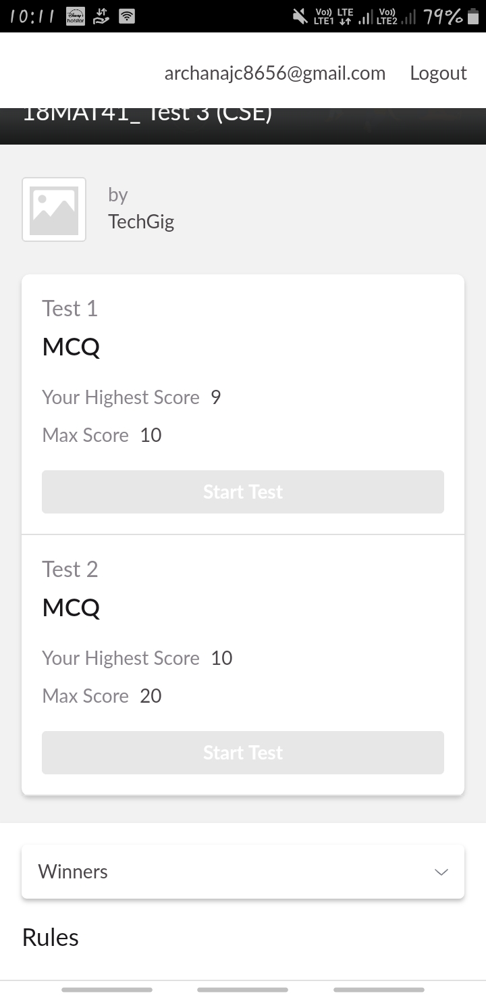 10:11 Disney+ hotstar Vo)) LTE1 LTE Vo)) LTE2 79%
archanajc8656@gmail.com Logout
18MAT41_ Test 3 (CSE)
by
TechGig
Test 1
MCQ
Your Highest Score 9
Max Score 10
Start Test
Test 2
MCQ
Your Highest Score 10
Max Score 20
Start Test
Winners
Rules